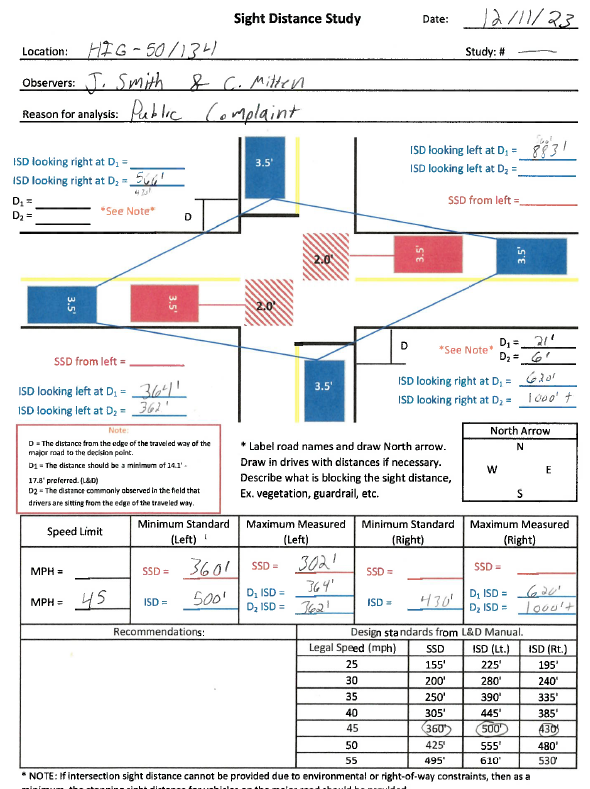 Sight Distance Study Date: 12/11/23
Location: HIG-50/134 Study: # —
Observers: J. Smith & C. Mitten
Reason for analysis: Public Complaint
ISD looking right at D1 =
ISD looking right at D2 = 566'
430'
D1 =
D2 =
*See Note*
D
3.5'
ISD looking left at D1 = 883'
ISD looking left at D2 =
SSD from left =
2.0'
3.5'
3.5'
3.5'
3.5'
2.0'
SSD from left =
ISD looking left at D1 = 364'
ISD looking left at D2 = 362'
3.5'
D
*See Note* D1 = 21'
D2 = 6'
ISD looking right at D1 = 620'
ISD looking right at D2 = 1000'+
Note:
D = The distance from the edge of the traveled way of the
major road to the decision point.
D1 = The distance should be a minimum of 14.1' -
17.8' preferred. (L&D)
D2 = The distance commonly observed in the field that
drivers are sitting from the edge of the traveled way.
* Label road names and draw North arrow.
Draw in drives with distances if necessary.
Describe what is blocking the sight distance,
Ex. vegetation, guardrail, etc.
North Arrow
N
W E
S
Speed Limit
Minimum Standard (Left)
Maximum Measured (Left)
Minimum Standard (Right)
Maximum Measured (Right)
MPH = SSD = 360' SSD = 302' SSD = SSD =
MPH = 45 ISD = 500' D1 ISD = 364' ISD = 430' D1 ISD = 620'
D2 ISD = 362' D2 ISD = 1000'+
Recommendations:
Design standards from L&D Manual.
Legal Speed (mph) SSD ISD (Lt.) ISD (Rt.)
25 155' 225' 195'
30 200' 280' 240'
35 250' 390' 335'
40 305' 445' 385'
45 360' 500' 430'
50 425' 555' 480'
55 495' 610' 530'
* NOTE: If intersection sight distance cannot be provided due to environmental or right-of-way constraints, then as a
minimum, the stopping sight distance for vehicles on the major road should be provided.